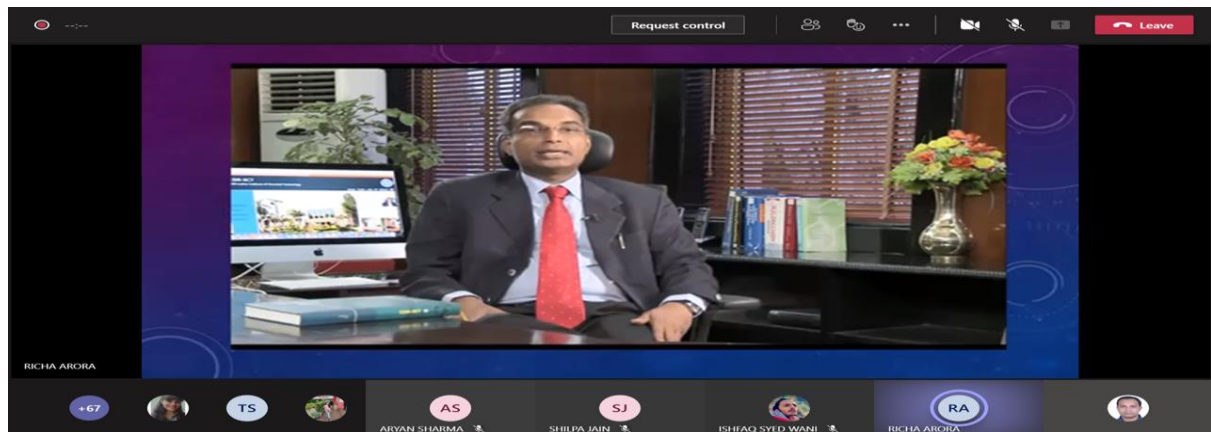 --:--
Request control
Leave
RICHA ARORA
+67
TS
AS
SJ
RA
ARYAN SHARMA
SHILPA JAIN
ISHFAQ SYED WANI
RICHA ARORA